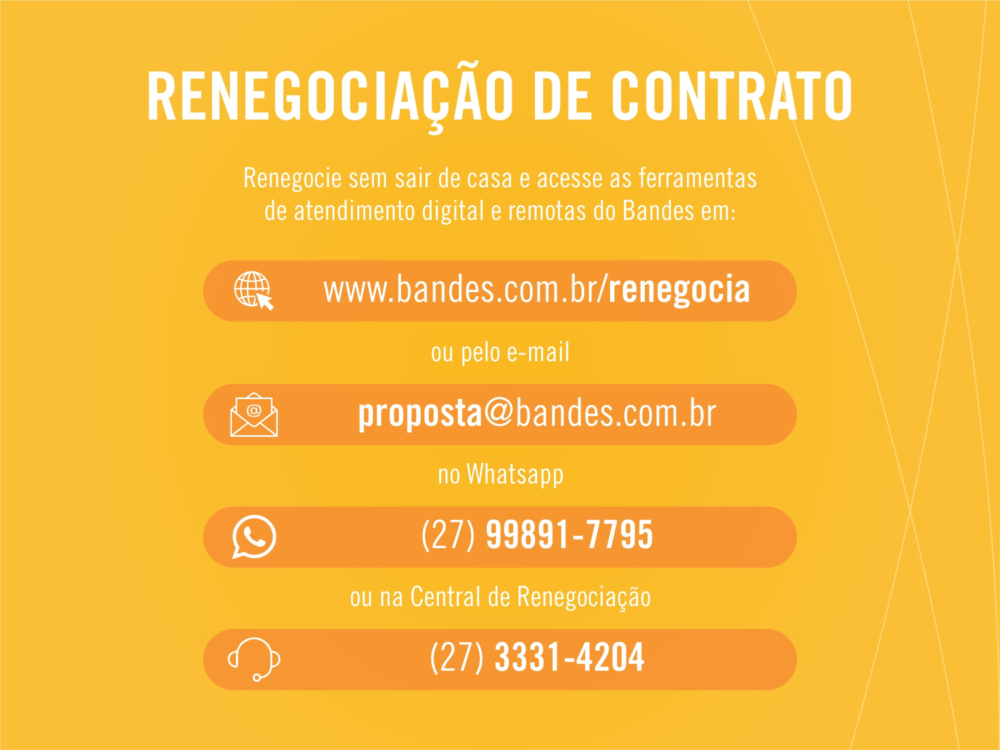 RENEGOCIAÇÃO DE CONTRATO
Renegocie sem sair de casa e acesse as ferramentas
de atendimento digital e remotas do Bandes em:
www.bandes.com.br/renegocia
ou pelo e-mail
@
proposta@bandes.com.br
no Whatsapp
(27) 99891-7795
ou na Central de Renegociação
(27) 3331-4204